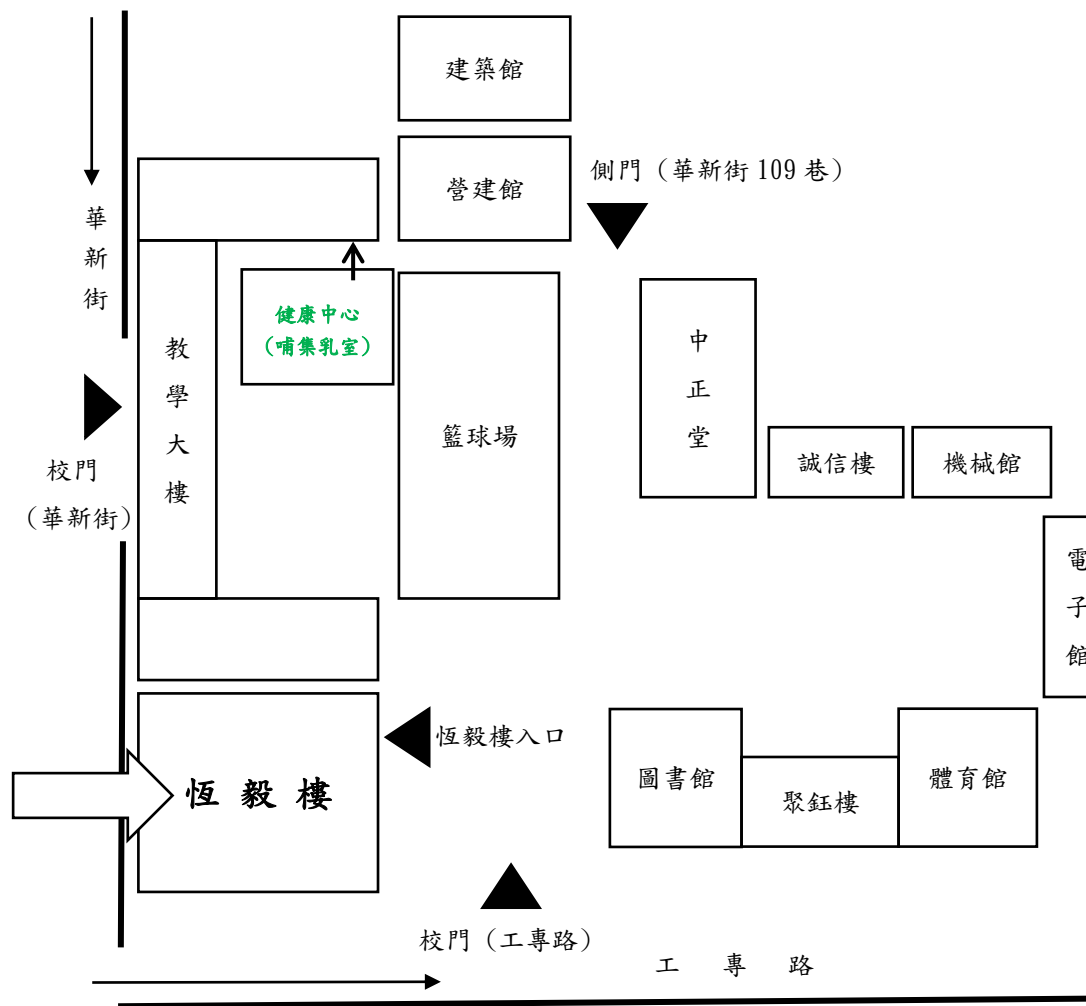 建築館
營建館
側門（華新街 109 巷）
華新街
健康中心
（哺集乳室）
教學大樓
籃球場
中正堂
誠信樓
機械館
校門
（華新街）
電子館
恆毅樓入口
恆毅樓
圖書館
聚鈺樓
體育館
校門（工專路）
工專路